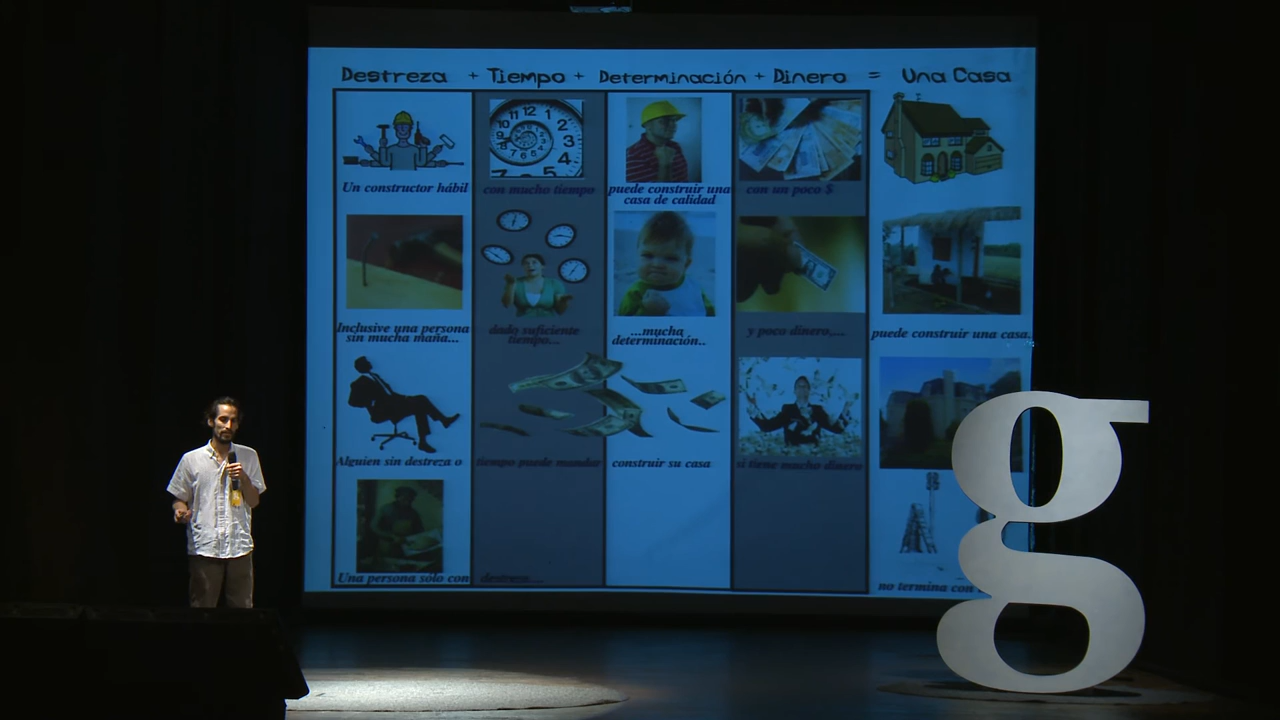 Destreza + Tiempo + Determinación + Dinero = Una Casa
Un constructor hábil
con mucho tiempo
puede construir una
casa de calidad
con un poco $
Inclusive una persona
sin mucha maña...
dado suficiente
tiempo...
...mucha
determinación..
y poco dinero,...
puede construir una casa.
Alguien sin destreza o
tiempo puede mandar
construir su casa
si tiene mucho dinero
Una persona sólo con
destreza....
no termina con
g